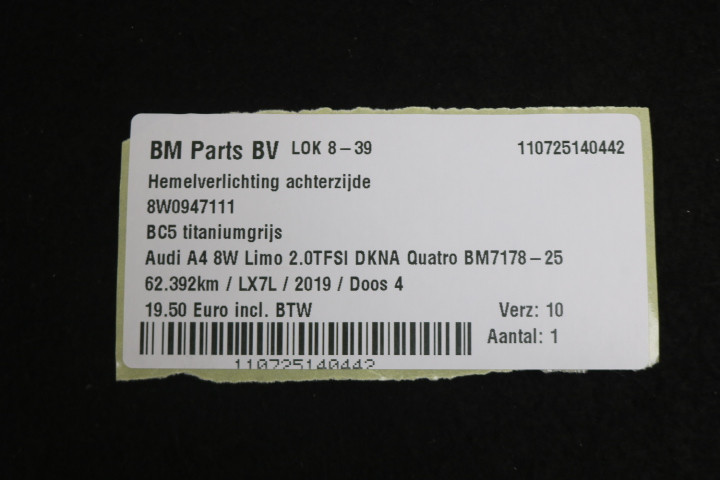 BM Parts BV LOK 8-39 110725140442
Hemelverlichting achterzijde
8W0947111
BC5 titaniumgrijs
Audi A4 8W Limo 2.0TFSI DKNA Quatro BM7178-25
62.392km / LX7L / 2019 / Doos 4
19.50 Euro incl. BTW Verz: 10
Aantal: 1
110725140442